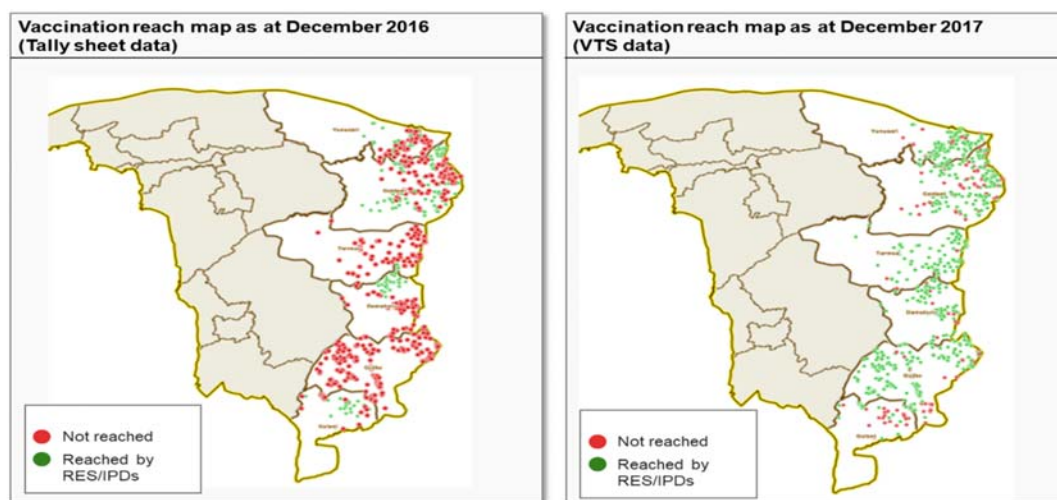 Vaccination reach map as at December 2016
(Tally sheet data)
Not reached
Reached by
RES/IPDs
Vaccination reach map as at December 2017
(VTS data)
Not reached
Reached by
RES/IPDs